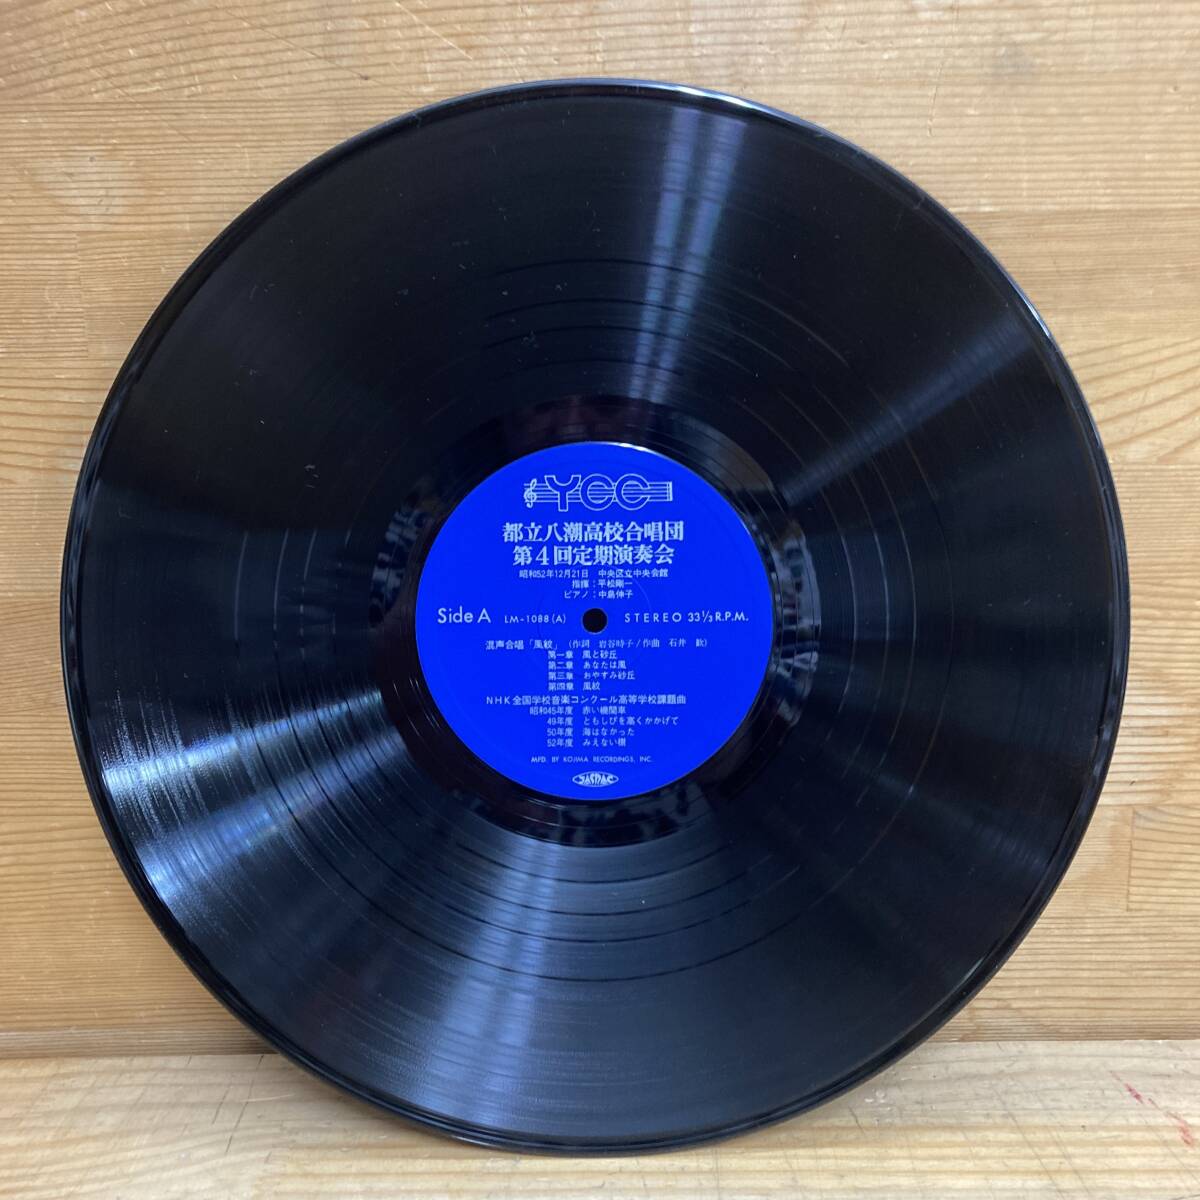 YCC
都立八潮高校合唱団
第4回定期演奏会
昭和52年12月21日 中央区立中央会館
指揮：平松剛一
ピアノ：中島伸子
Side A LM-1088(A) STEREO 33 1/3 R.P.M.
混声合唱「風紋」(作詞 岩谷時子/作曲 石井 歓)
第一章 風と砂丘
第二章 あなたは風
第三章 おやすみ砂丘
第四章 風紋
NHK全国学校音楽コンクール高等学校課題曲
昭和45年度 赤い機関車
49年度 ともしびを高くかかげて
50年度 海はなかった
52年度 みえない樹
MFD. BY KOJIMA RECORDINGS, INC.
JASRAC